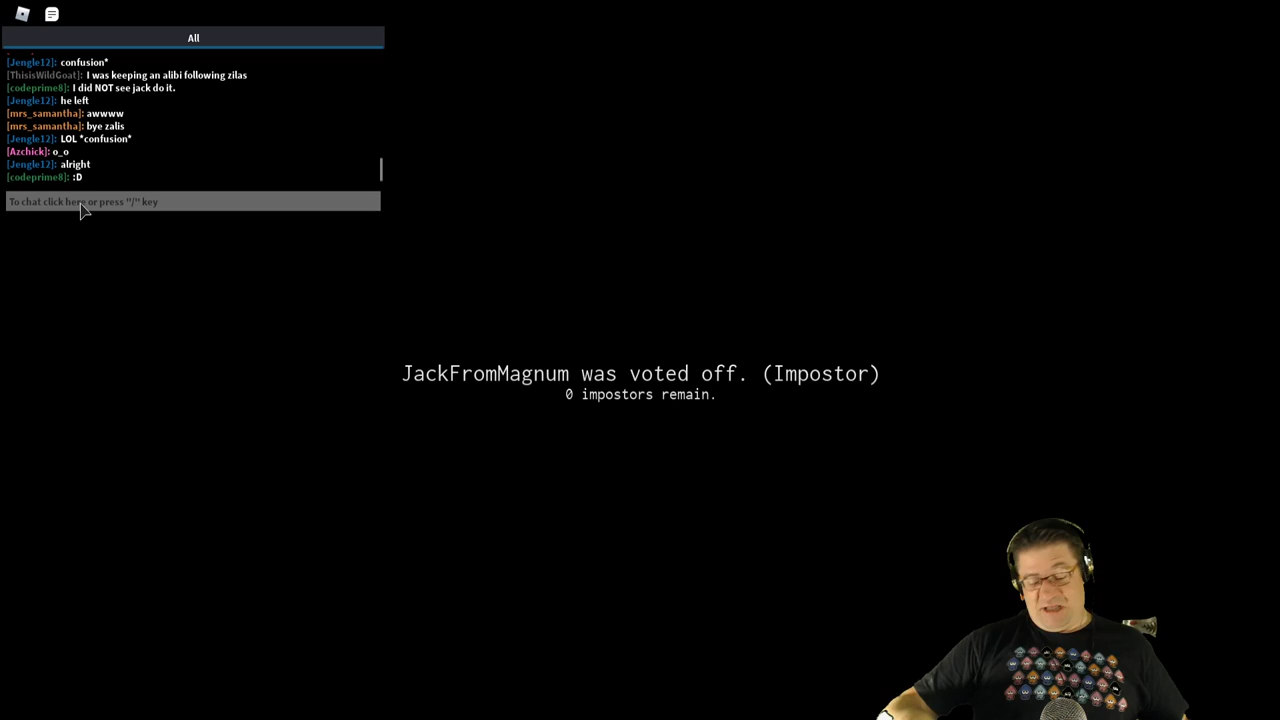 All
[Jengle12]: confusion*
[ThisisWildGoat]: I was keeping an alibi following zilas
[codeprime8]: I did NOT see jack do it.
[Jengle12]: he left
[mrs_samantha]: awwww
[mrs_samantha]: bye zalis
[Jengle12]: LOL *confusion*
[Azchick]: o_o
[Jengle12]: alright
[codeprime8]: :D
To chat click here or press "/" key
JackFromMagnum was voted off. (Impostor)
0 impostors remain.